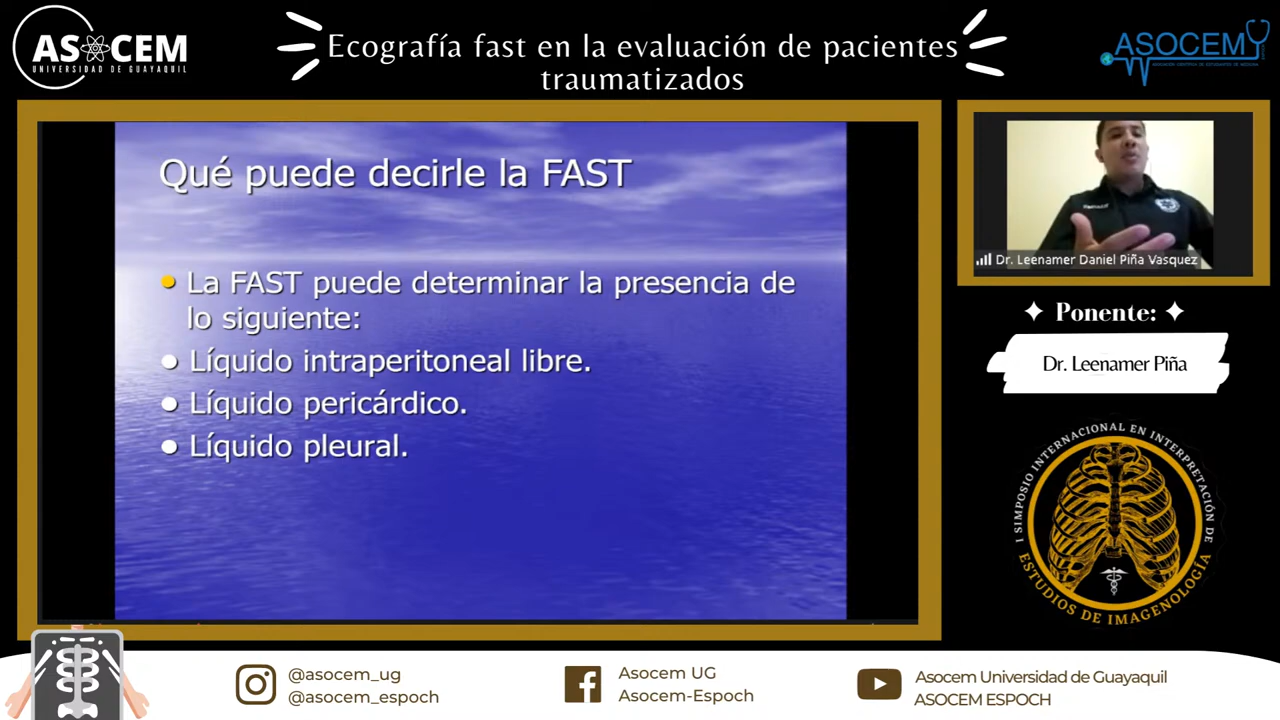 ASOCEM
UNIVERSIDAD DE GUAYAQUIL
Ecografía fast en la evaluación de pacientes
traumatizados
ASOCEM
Qué puede decirle la FAST
• La FAST puede determinar la presencia de
lo siguiente:
• Líquido intraperitoneal libre.
• Líquido pericárdico.
• Líquido pleural.
Dr. Leenamer Daniel Piña Vasquez
Ponente:
Dr. Leenamer Piña
I SIMPOSIO INTERNACIONAL EN INTERPRETACIÓN DE
ESTUDIOS DE IMAGENOLOGÍA
@asocem_ug
@asocem_espoch
Asocem UG
Asocem-Espoch
Asocem Universidad de Guayaquil
ASOCEM ESPOCH